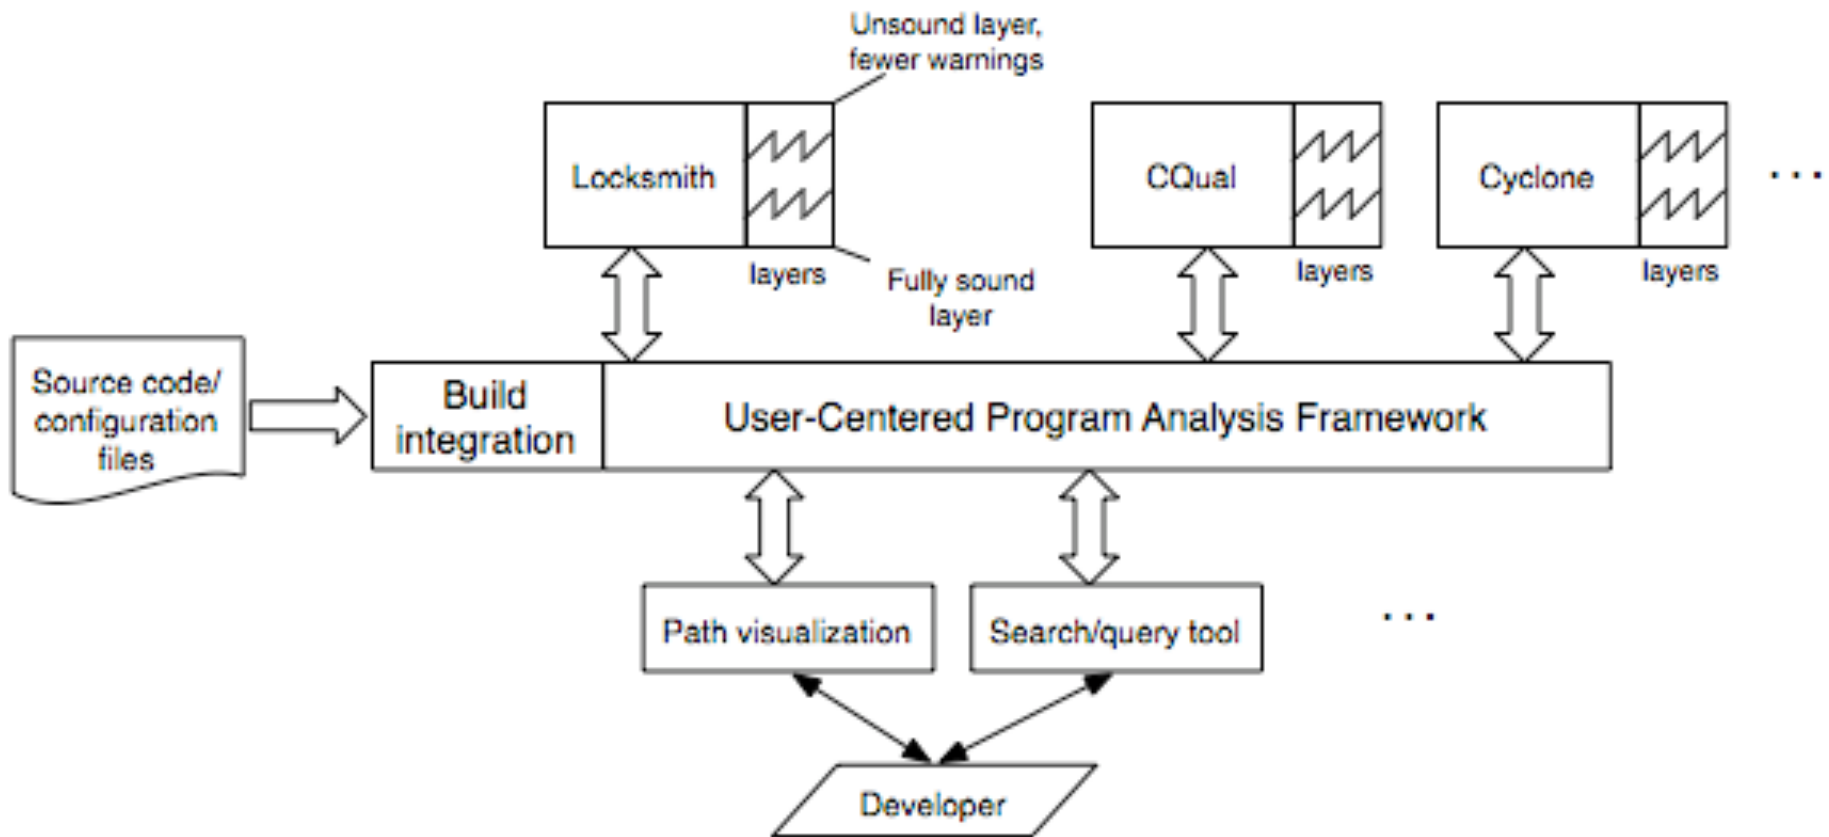 Unsound layer,
fewer warnings
Locksmith
CQual
Cyclone
. . .
layers
Fully sound
layer
layers
layers
Source code/
configuration
files
Build
integration
User-Centered Program Analysis Framework
Path visualization
Search/query tool
. . .
Developer